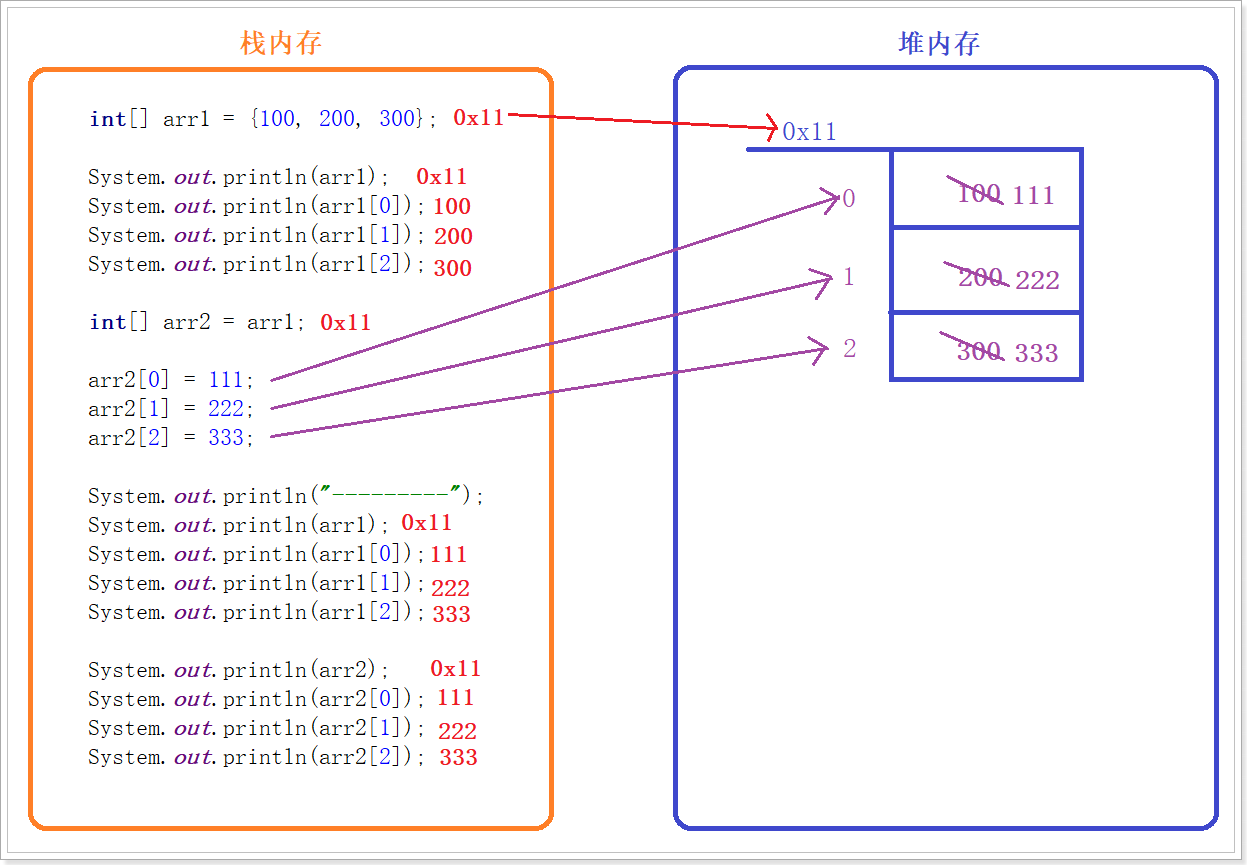 栈内存
int[] arr1 = {100, 200, 300}; 0x11
System.out.println(arr1); 0x11
System.out.println(arr1[0]); 100
System.out.println(arr1[1]); 200
System.out.println(arr1[2]); 300
int[] arr2 = arr1; 0x11
arr2[0] = 111;
arr2[1] = 222;
arr2[2] = 333;
System.out.println("---------");
System.out.println(arr1); 0x11
System.out.println(arr1[0]); 111
System.out.println(arr1[1]); 222
System.out.println(arr1[2]); 333
System.out.println(arr2); 0x11
System.out.println(arr2[0]); 111
System.out.println(arr2[1]); 222
System.out.println(arr2[2]); 333
堆内存
0x11
0 100 111
1 200 222
2 300 333